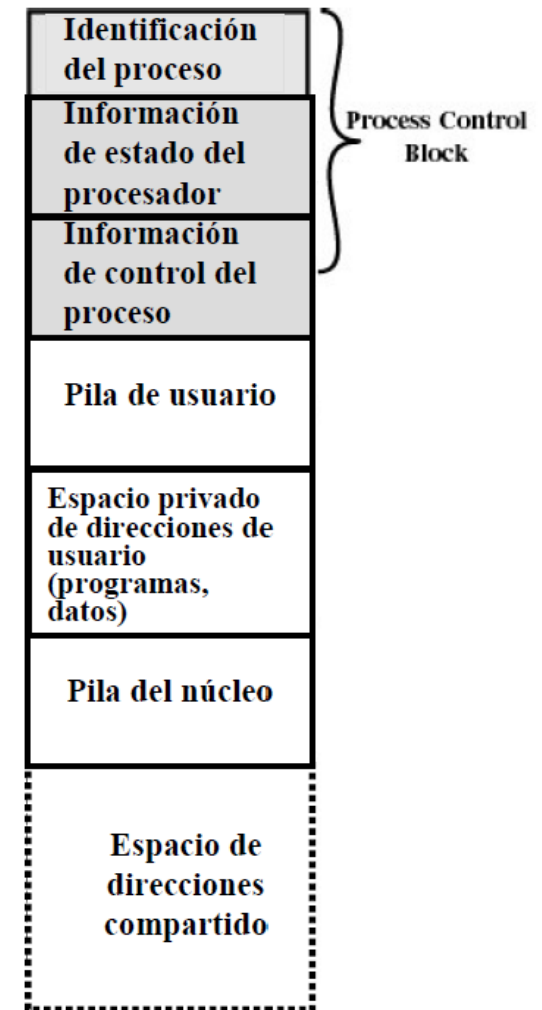 Identificación
del proceso
Información
de estado del
procesador
Process Control
Block
Información
de control del
proceso
Pila de usuario
Espacio privado
de direcciones de
usuario
(programas,
datos)
Pila del núcleo
Espacio de
direcciones
compartido